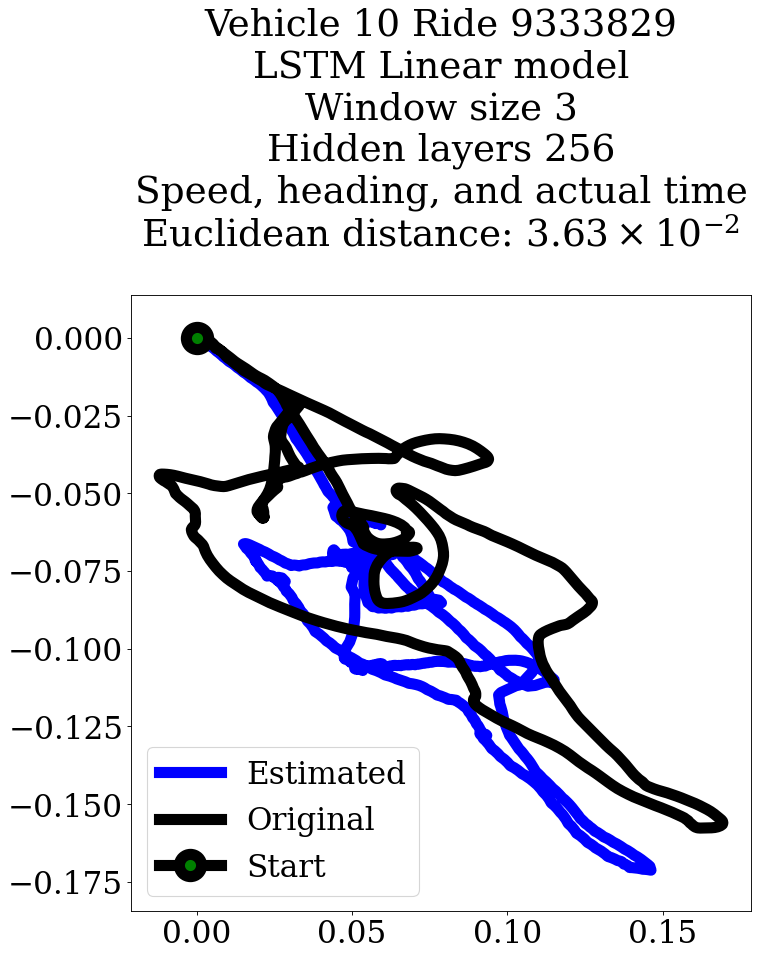 Vehicle 10 Ride 9333829
LSTM Linear model
Window size 3
Hidden layers 256
Speed, heading, and actual time
Euclidean distance: 3.63 × 10⁻²
0.000
−0.025
−0.050
−0.075
−0.100
−0.125
−0.150
−0.175
Estimated
Original
Start
0.00 0.05 0.10 0.15